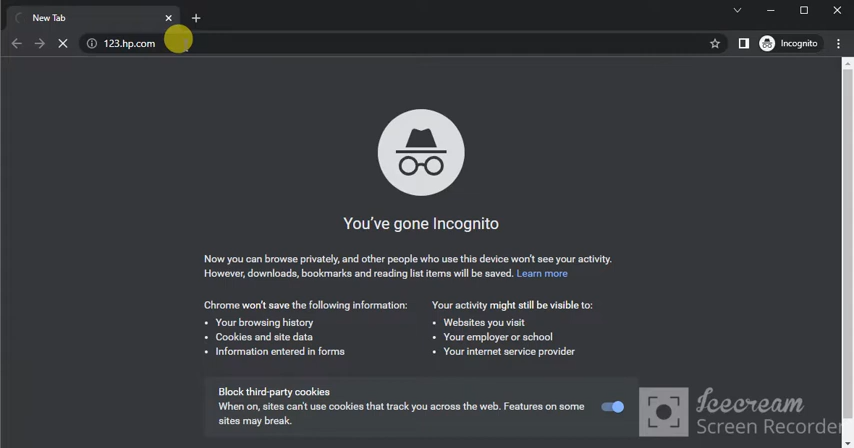 New Tab
123.hp.com
Incognito
You've gone Incognito
Now you can browse privately, and other people who use this device won't see your activity.
However, downloads, bookmarks and reading list items will be saved. Learn more
Chrome won't save the following information:
• Your browsing history
• Cookies and site data
• Information entered in forms
Your activity might still be visible to:
• Websites you visit
• Your employer or school
• Your internet service provider
Block third-party cookies
When on, sites can't use cookies that track you across the web. Features on some
sites may break.
Icecream
Screen Recorder